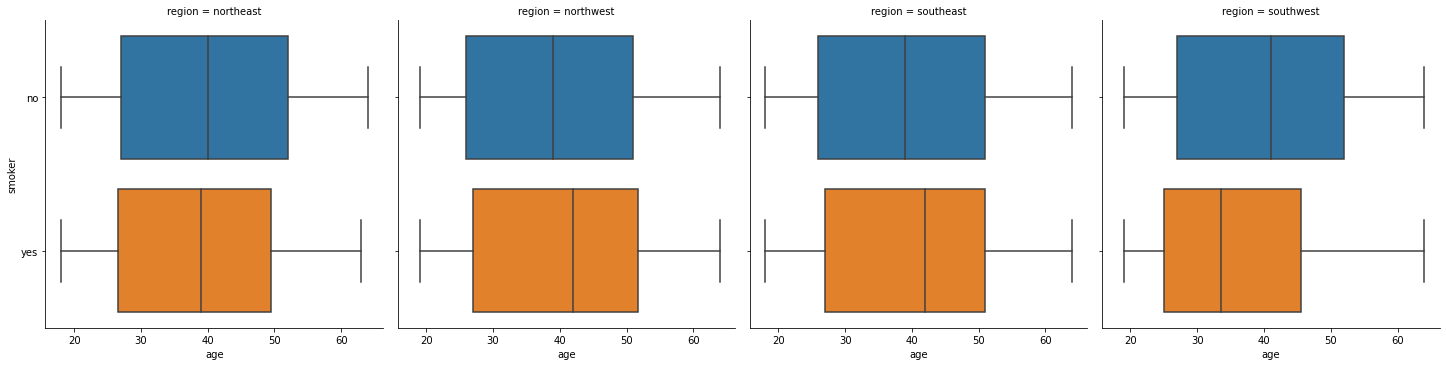 region = northeast
region = northwest
region = southeast
region = southwest
smoker
no
yes
20 30 40 50 60
20 30 40 50 60
20 30 40 50 60
20 30 40 50 60
age
age
age
age